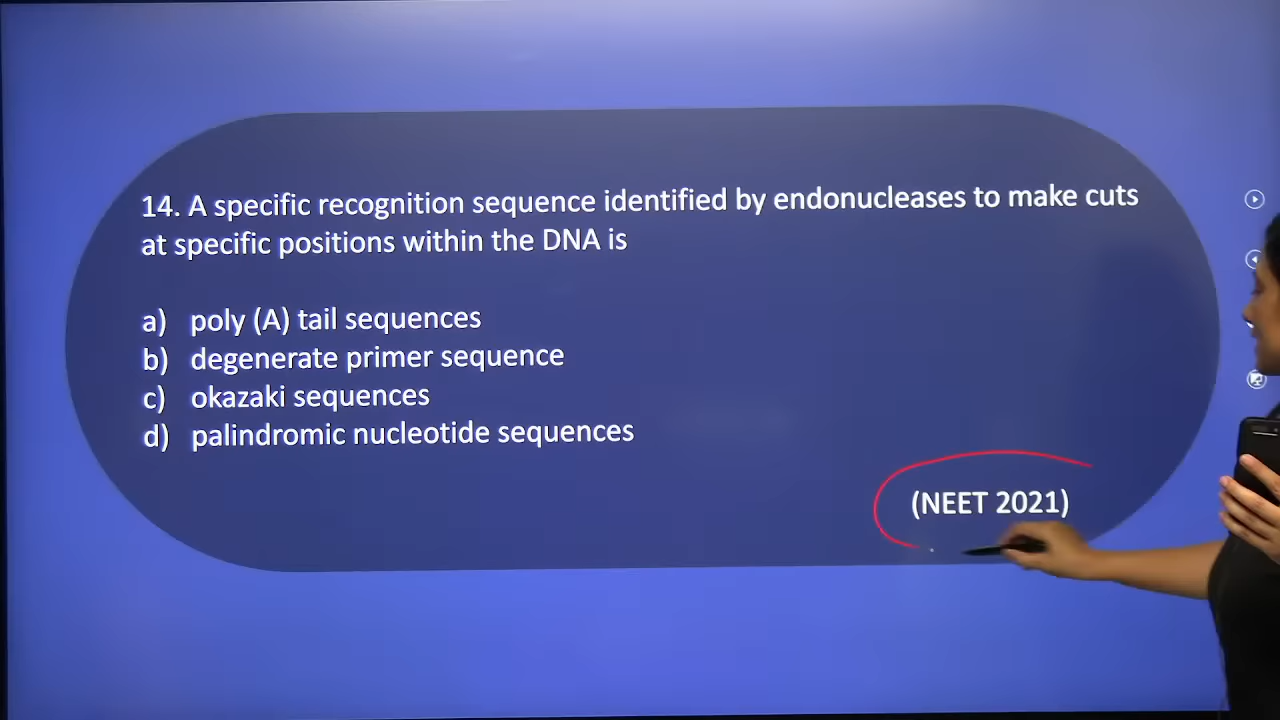 14. A specific recognition sequence identified by endonucleases to make cuts
at specific positions within the DNA is
a) poly (A) tail sequences
b) degenerate primer sequence
c) okazaki sequences
d) palindromic nucleotide sequences
(NEET 2021)